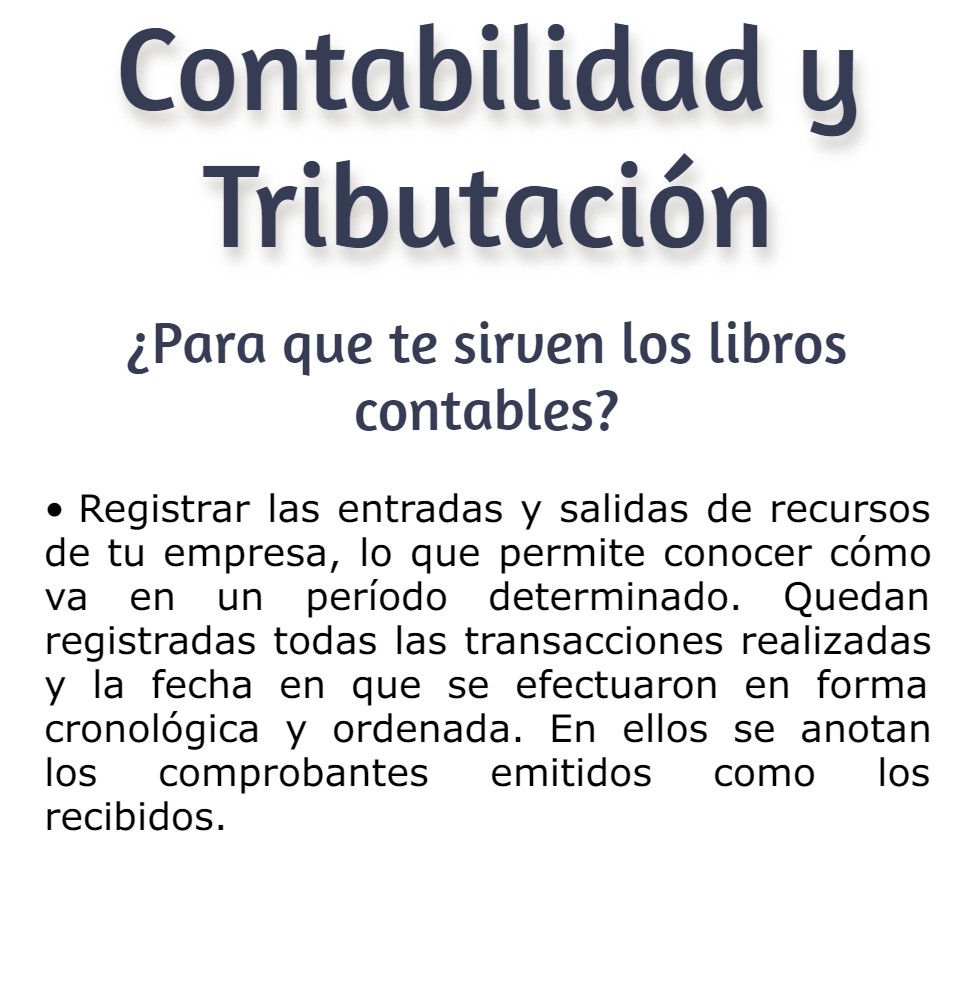 Contabilidad y
Tributación
¿Para que te sirven los libros
contables?
• Registrar las entradas y salidas de recursos
de tu empresa, lo que permite conocer cómo
va en un período determinado. Quedan
registradas todas las transacciones realizadas
y la fecha en que se efectuaron en forma
cronológica y ordenada. En ellos se anotan
los comprobantes emitidos como los
recibidos.